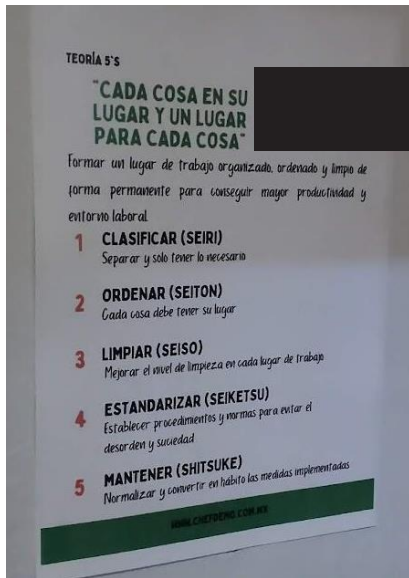 TEORÍA 5`S
"CADA COSA EN SU
LUGAR Y UN LUGAR
PARA CADA COSA"
Formar un lugar de trabajo organizado, ordenado y limpio de
forma permanente para conseguir mayor productividad y
entorno laboral.
1 CLASIFICAR (SEIRI)
Separar y solo tener lo necesario
2 ORDENAR (SEITON)
Cada cosa debe tener su lugar
3 LIMPIAR (SEISO)
Mejorar el nivel de limpieza en cada lugar de trabajo
4 ESTANDARIZAR (SEIKETSU)
Establecer procedimientos y normas para evitar el
desorden y suciedad
5 MANTENER (SHITSUKE)
Normalizar y convertir en hábito las medidas implementadas